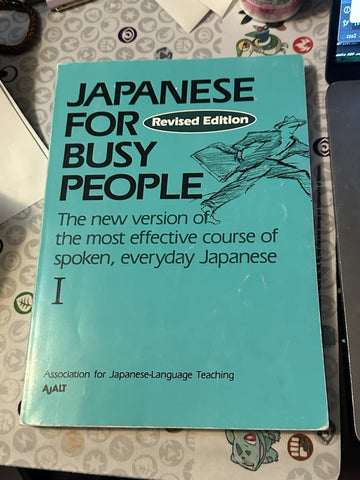 JAPANESE
FOR Revised Edition
BUSY
PEOPLE
The new version of
the most effective course of
spoken, everyday Japanese
I
Association for Japanese-Language Teaching
AJALT